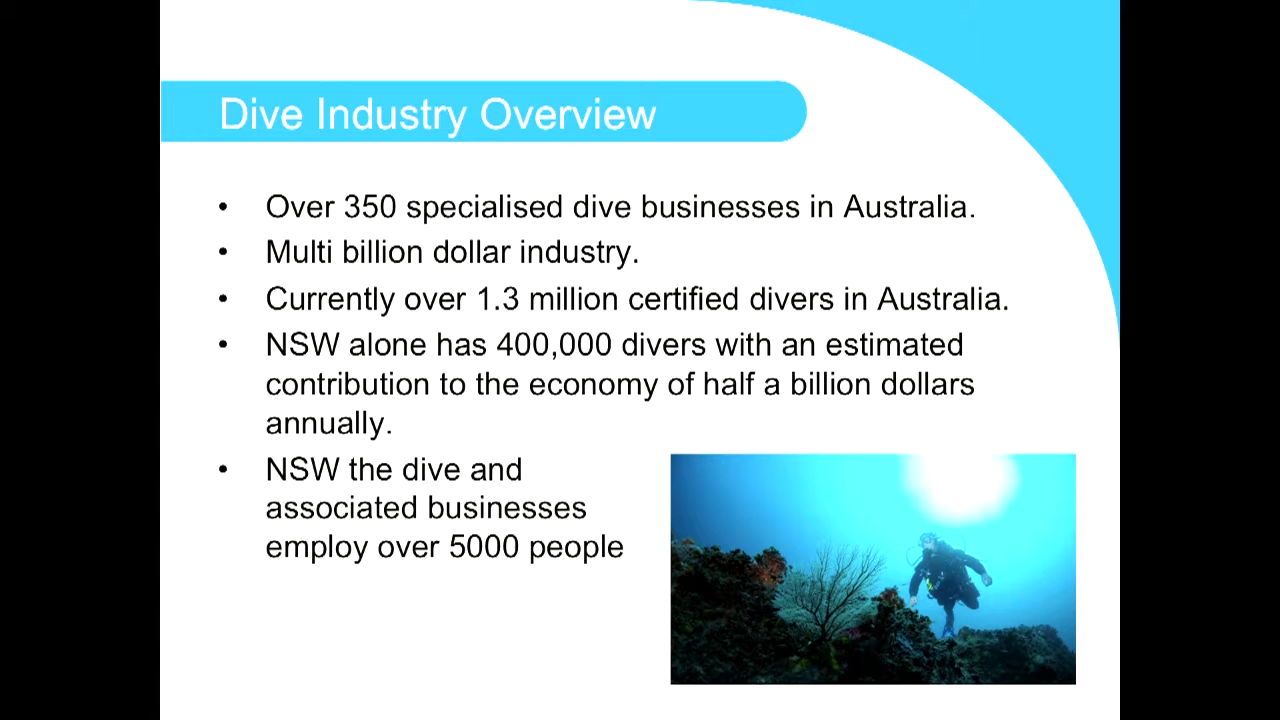 Dive Industry Overview
• Over 350 specialised dive businesses in Australia.
• Multi billion dollar industry.
• Currently over 1.3 million certified divers in Australia.
• NSW alone has 400,000 divers with an estimated
contribution to the economy of half a billion dollars
annually.
• NSW the dive and
associated businesses
employ over 5000 people